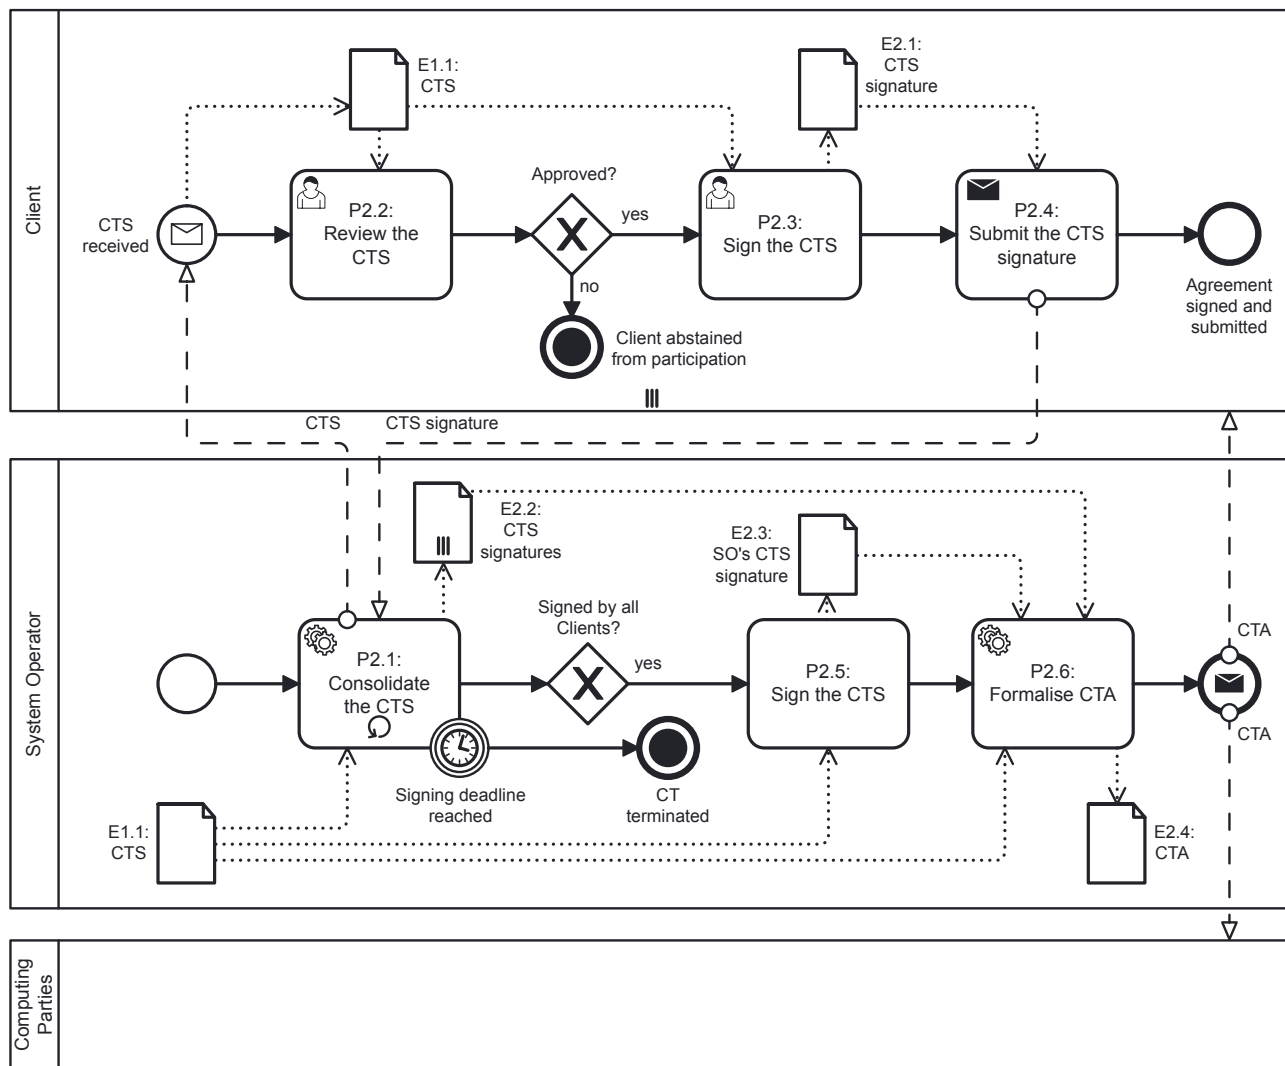 Client
E1.1:
CTS
E2.1:
CTS
signature
CTS
received
P2.2:
Review the
CTS
Approved?
yes
no
P2.3:
Sign the CTS
P2.4:
Submit the CTS
signature
Client abstained
from participation
Agreement
signed and
submitted
CTS
CTS signature
System Operator
E2.2:
CTS
signatures
E2.3:
SO's CTS
signature
P2.1:
Consolidate
the CTS
Signed by all
Clients?
yes
P2.5:
Sign the CTS
P2.6:
Formalise CTA
CTA
CTA
Signing deadline
reached
CT
terminated
E1.1:
CTS
E2.4:
CTA
Computing
Parties